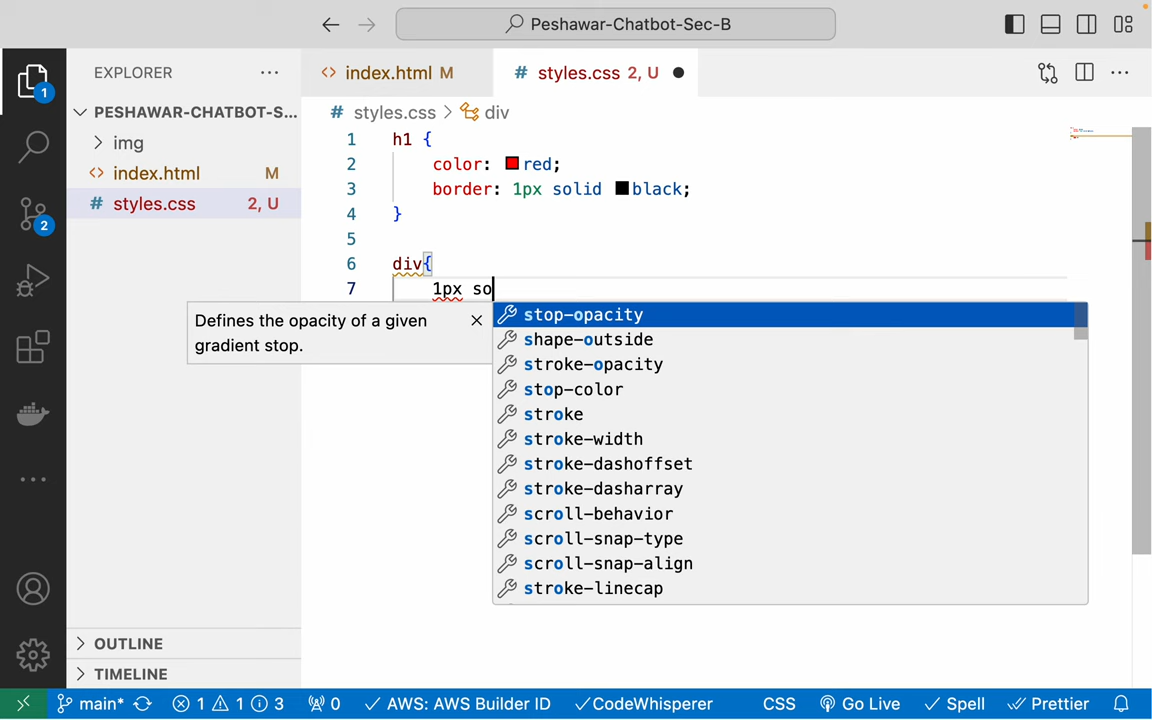 Peshawar-Chatbot-Sec-B
EXPLORER
<> index.html M
# styles.css 2, U
PESHAWAR-CHATBOT-S...
img
<> index.html M
# styles.css 2, U
# styles.css > div
1 h1 {
2 color: red;
3 border: 1px solid black;
4 }
5
6 div{
7 1px so
Defines the opacity of a given
gradient stop.
stop-opacity
shape-outside
stroke-opacity
stop-color
stroke
stroke-width
stroke-dashoffset
stroke-dasharray
scroll-behavior
scroll-snap-type
scroll-snap-align
stroke-linecap
1
2
OUTLINE
TIMELINE
main* 1 1 3 0 AWS: AWS Builder ID CodeWhisperer CSS Go Live Spell Prettier